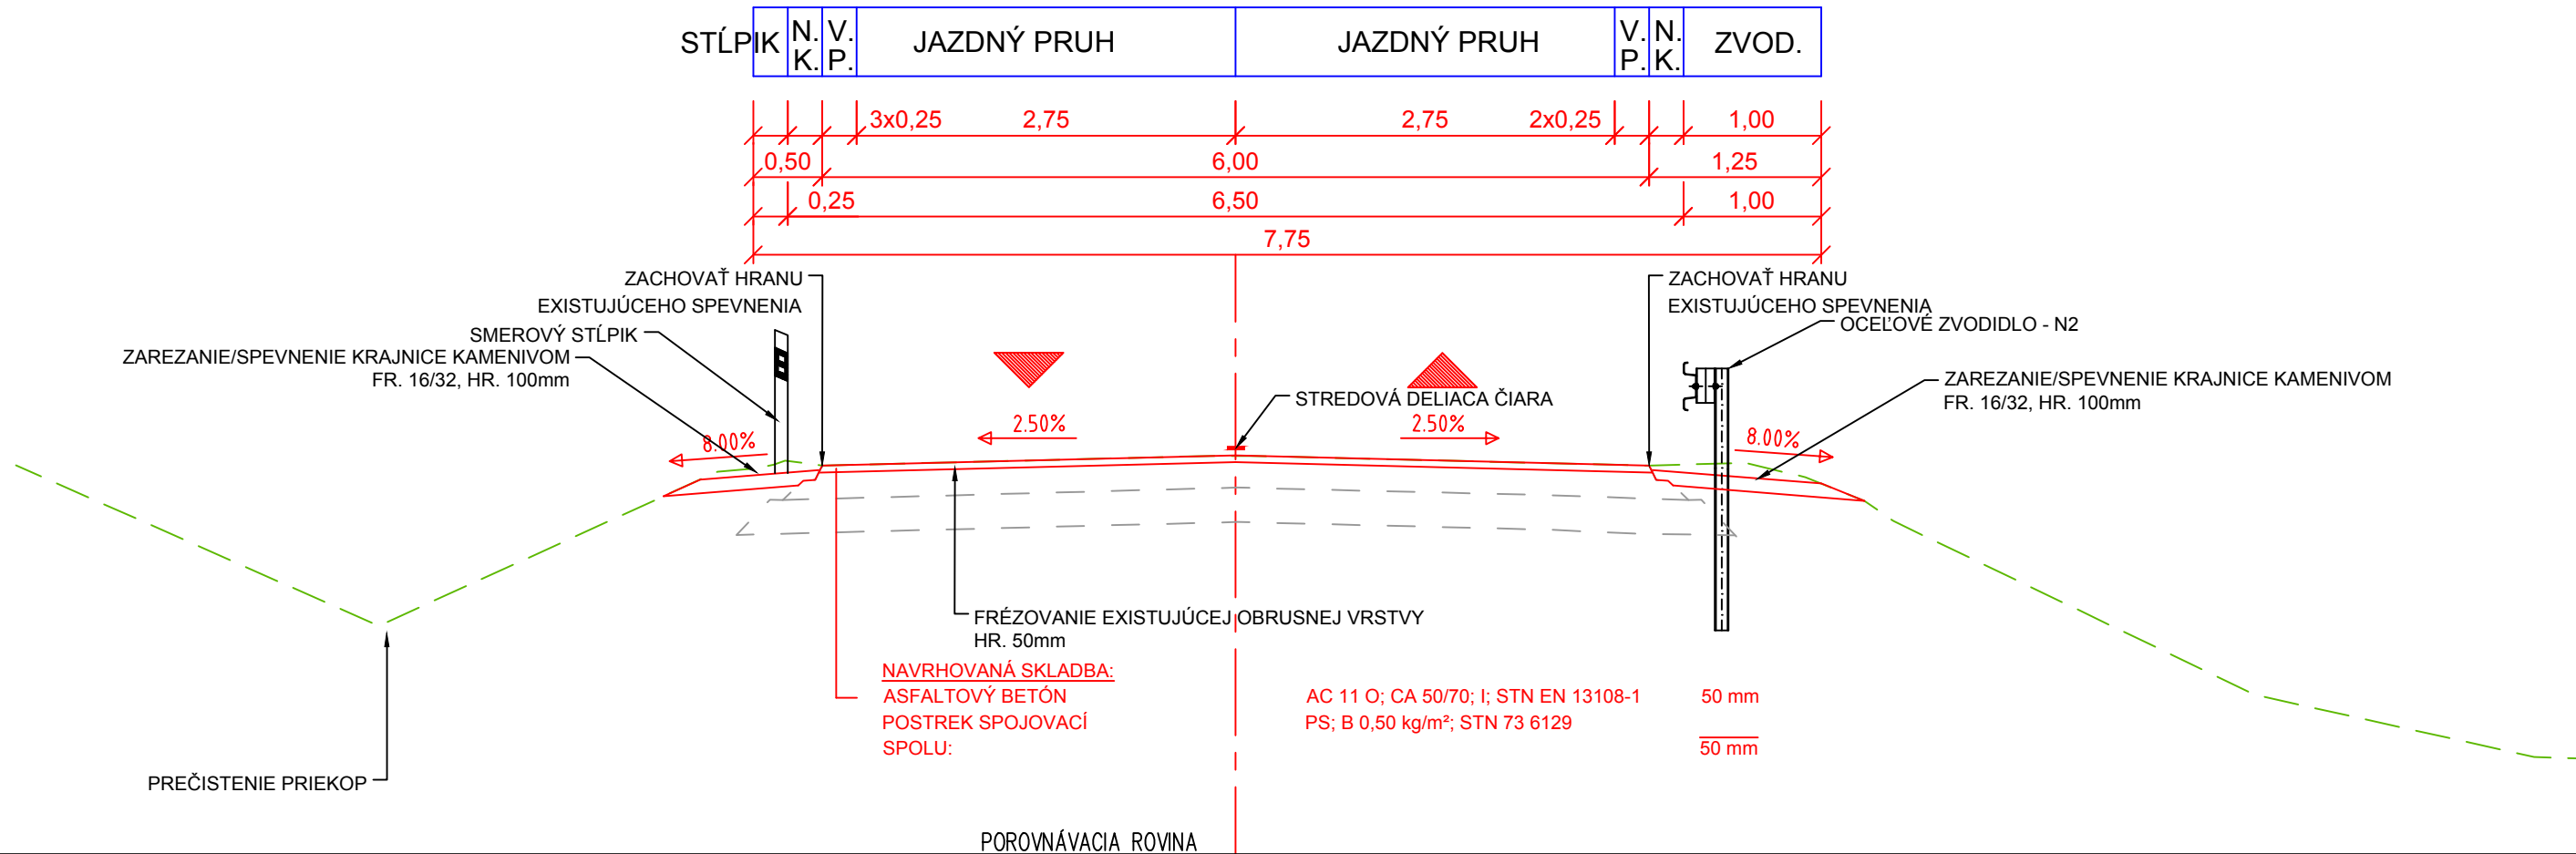 STĹPIK
N.
K.
V.
P.
JAZDNÝ PRUH
JAZDNÝ PRUH
V.
P.
N.
K.
ZVOD.
3x0,25
2,75
2,75
2x0,25
1,00
0,50
6,00
1,25
0,25
6,50
1,00
7,75
ZACHOVAŤ HRANU
EXISTUJÚCEHO SPEVNENIA
SMEROVÝ STĹPIK
ZAREZANIE/SPEVNENIE KRAJNICE KAMENIVOM
FR. 16/32, HR. 100mm
ZACHOVAŤ HRANU
EXISTUJÚCEHO SPEVNENIA
OCEĽOVÉ ZVODIDLO - N2
ZAREZANIE/SPEVNENIE KRAJNICE KAMENIVOM
FR. 16/32, HR. 100mm
STREDOVÁ DELIACA ČIARA
8.00%
2.50%
2.50%
8.00%
FRÉZOVANIE EXISTUJÚCEJ OBRUSNEJ VRSTVY
HR. 50mm
NAVRHOVANÁ SKLADBA:
ASFALTOVÝ BETÓN AC 11 O; CA 50/70; I; STN EN 13108-1 50 mm
POSTREK SPOJOVACÍ PS; B 0,50 kg/m²; STN 73 6129
SPOLU: 50 mm
PREČISTENIE PRIEKOP
POROVNÁVACIA ROVINA